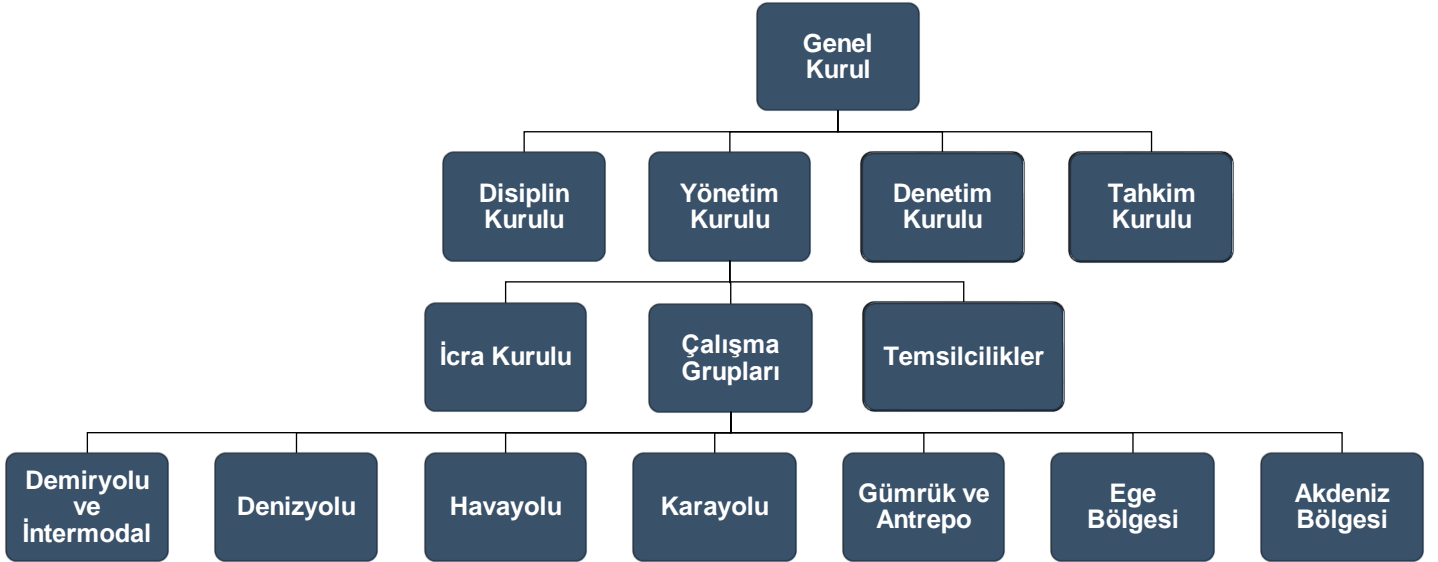 Genel
Kurul
Disiplin
Kurulu
Yönetim
Kurulu
Denetim
Kurulu
Tahkim
Kurulu
İcra Kurulu
Çalışma
Grupları
Temsilcilikler
Demiryolu
ve
İntermodal
Denizyolu
Havayolu
Karayolu
Gümrük ve
Antrepo
Ege
Bölgesi
Akdeniz
Bölgesi